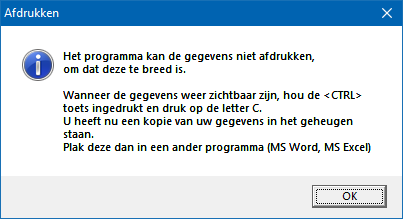 Afdrukken
Het programma kan de gegevens niet afdrukken,
om dat deze te breed is.
Wanneer de gegevens weer zichtbaar zijn, hou de <CTRL>
toets ingedrukt en druk op de letter C.
U heeft nu een kopie van uw gegevens in het geheugen
staan.
Plak deze dan in een ander programma (MS Word, MS Excel)
OK